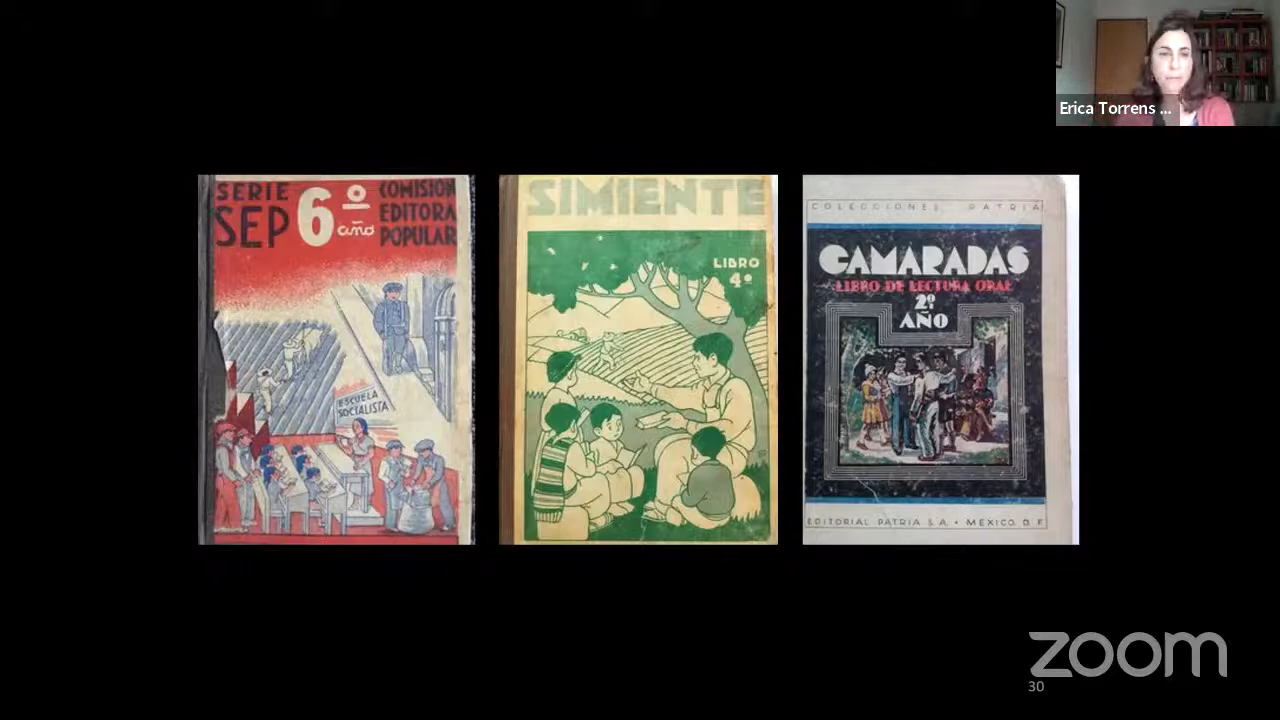 Erica Torrens ...
SERIE
SEP
6º
año
COMISION
EDITORA
POPULAR
ESCUELA
SOCIALISTA
SIMIENTE
LIBRO
4º
COLECCIONES PATRIA
CAMARADAS
LIBRO DE LECTURA ORAL
2º
AÑO
EDITORIAL PATRIA S.A. • MEXICO, D.F.
zoom
30